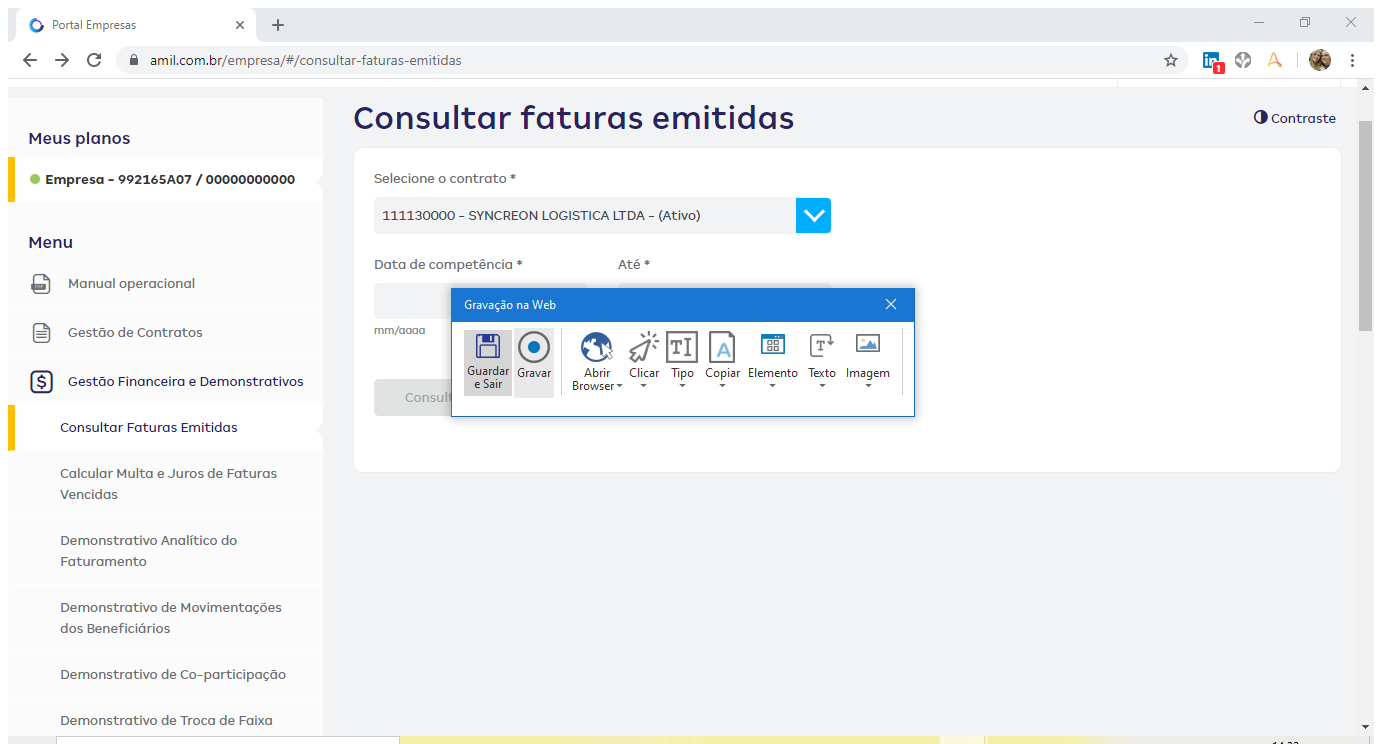 Portal Empresas
amil.com.br/empresa/#/consultar-faturas-emitidas
in
1
Meus planos
Empresa - 992165A07 / 00000000000
Menu
Manual operacional
Gestão de Contratos
Gestão Financeira e Demonstrativos
Consultar Faturas Emitidas
Calcular Multa e Juros de Faturas
Vencidas
Demonstrativo Analítico do
Faturamento
Demonstrativo de Movimentações
dos Beneficiários
Demonstrativo de Co-participação
Demonstrativo de Troca de Faixa
Consultar faturas emitidas
Contraste
Selecione o contrato *
111130000 - SYNCREON LOGISTICA LTDA - (Ativo)
Data de competência *
Até *
mm/aaaa
Gravação na Web
Guardar
e Sair
Gravar
Abrir
Browser
Clicar
Tipo
Copiar
Elemento
Texto
Imagem